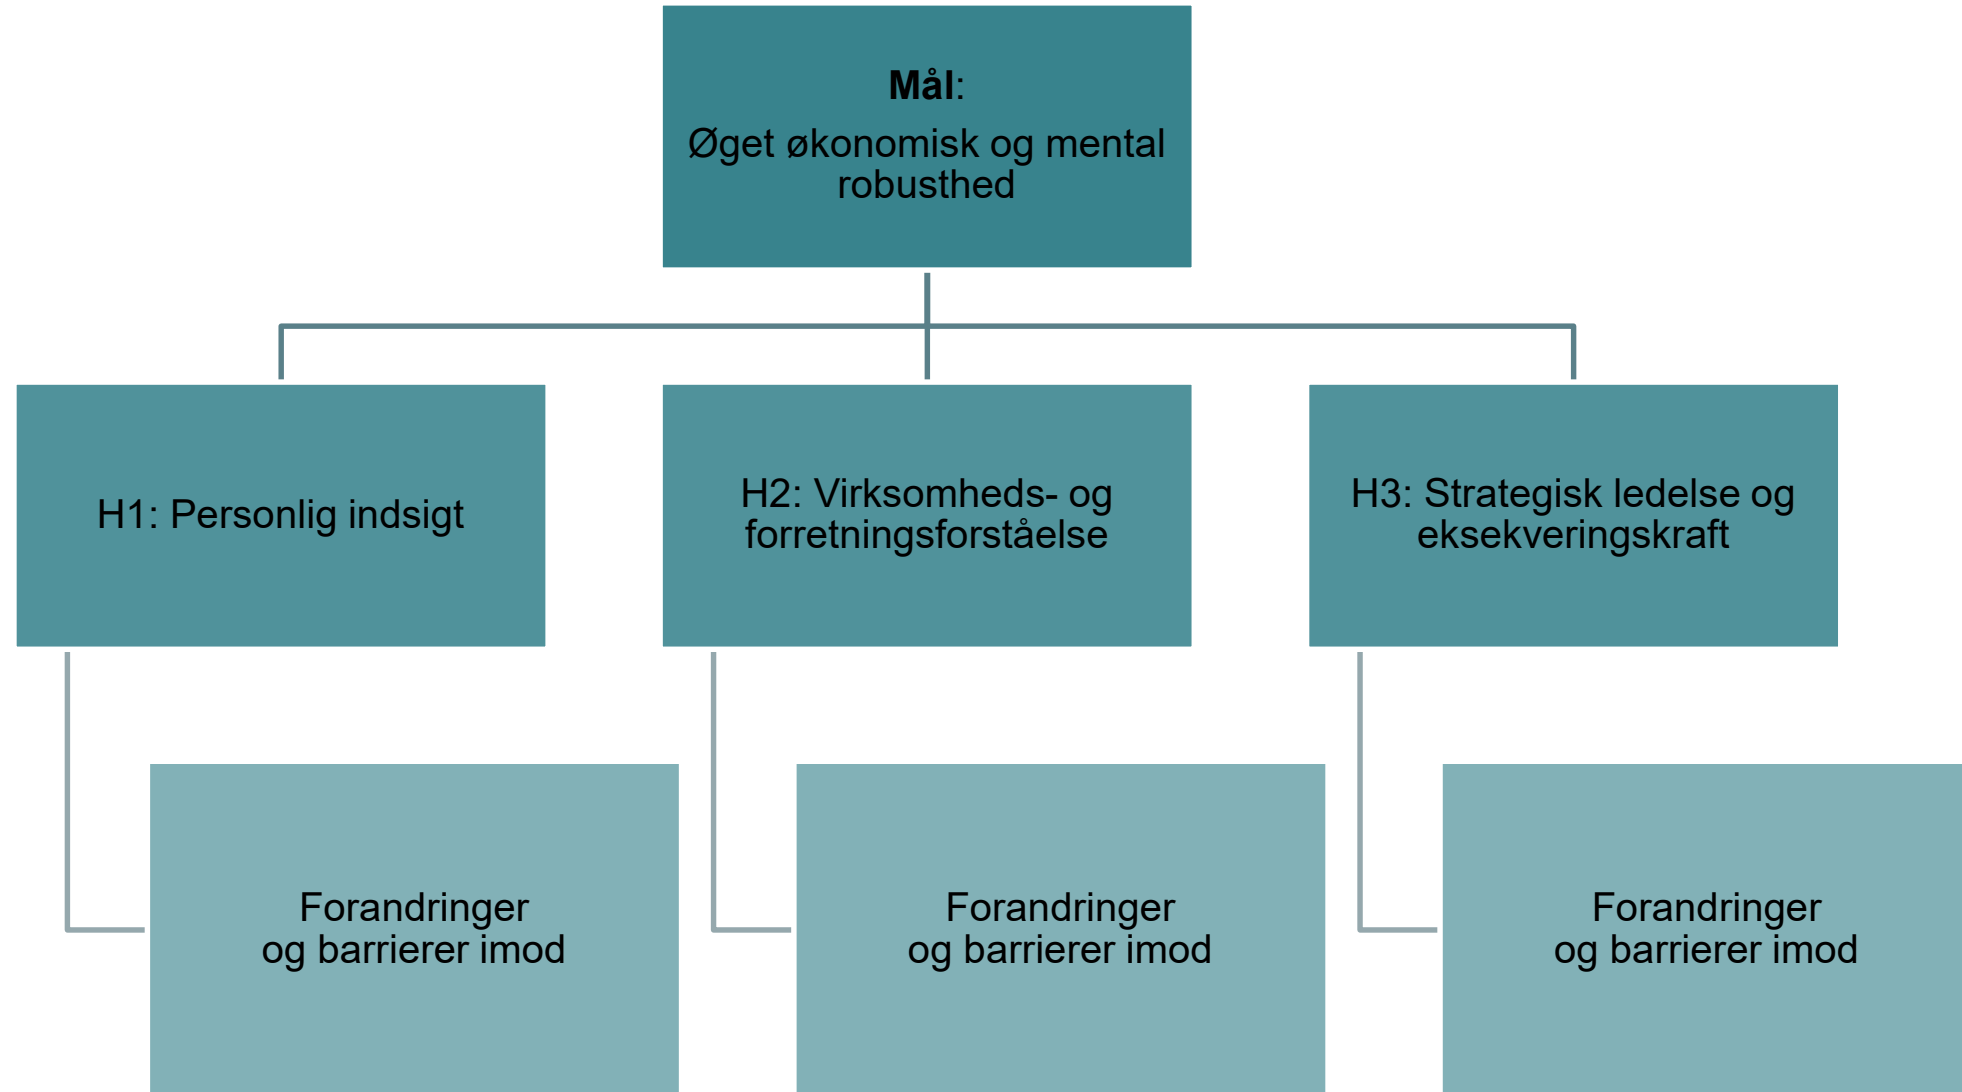 Mål:
Øget økonomisk og mental
robusthed
H1: Personlig indsigt
H2: Virksomheds- og
forretningsforståelse
H3: Strategisk ledelse og
eksekveringskraft
Forandringer
og barrierer imod
Forandringer
og barrierer imod
Forandringer
og barrierer imod